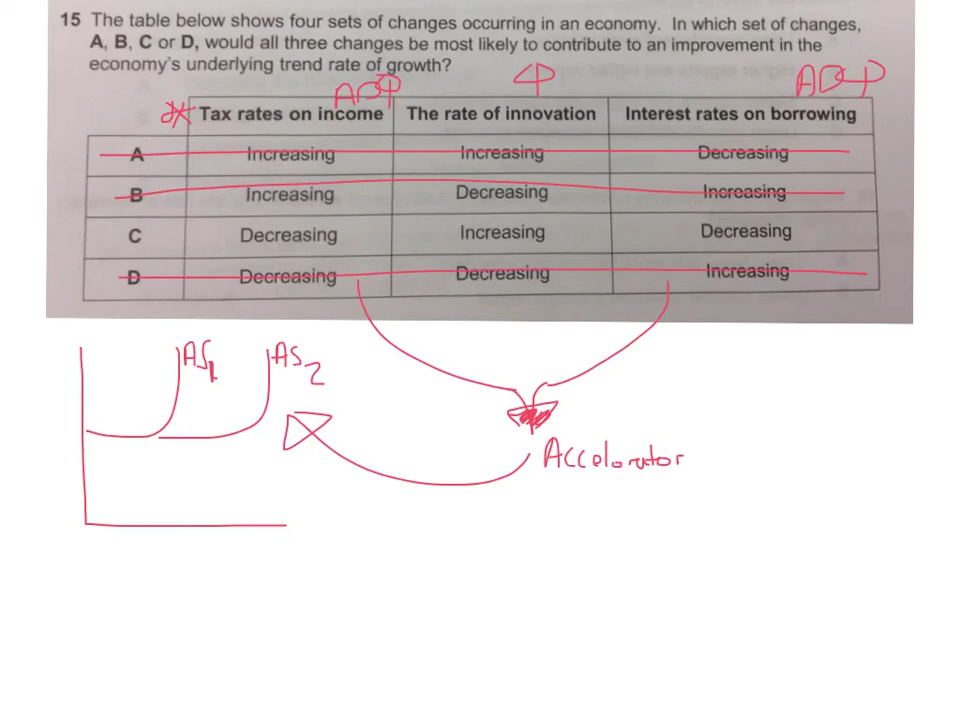 15 The table below shows four sets of changes occurring in an economy. In which set of changes,
A, B, C or D, would all three changes be most likely to contribute to an improvement in the
economy's underlying trend rate of growth?
AD AD
Tax rates on income The rate of innovation Interest rates on borrowing
A Increasing Increasing Decreasing
B Increasing Decreasing Increasing
C Decreasing Increasing Decreasing
D Decreasing Decreasing Increasing
AS1 AS2
Accelorator